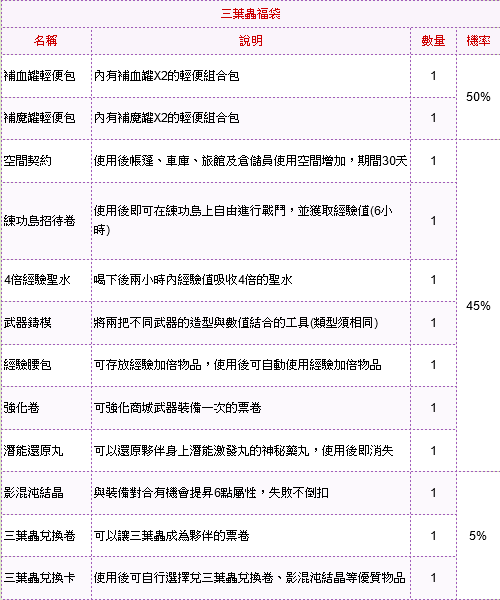 三葉蟲福袋
名稱 說明 數量 機率
補血罐輕便包 內有補血罐X2的輕便組合包 1
50%
補魔罐輕便包 內有補魔罐X2的輕便組合包 1
空間契約 使用後帳篷、車庫、旅館及倉儲員使用空間增加，期間30天 1
練功島招待卷 使用後即可在練功島上自由進行戰鬥，並獲取經驗值(6小
時) 1
4倍經驗聖水 喝下後兩小時內經驗值吸收4倍的聖水 1
45%
武器鑄模 將兩把不同武器的造型與數值結合的工具(類型須相同) 1
經驗腰包 可存放經驗加倍物品，使用後可自動使用經驗加倍物品 1
強化卷 可強化商城武器裝備一次的票卷 1
潛能還原丸 可以還原夥伴身上潛能激發丸的神秘藥丸，使用後即消失 1
影混沌結晶 與裝備對合有機會提昇6點屬性，失敗不倒扣 1
三葉蟲兌換卷 可以讓三葉蟲成為夥伴的票卷 1 5%
三葉蟲兌換卡 使用後可自行選擇兌三葉蟲兌換卷、影混沌結晶等優質物品 1